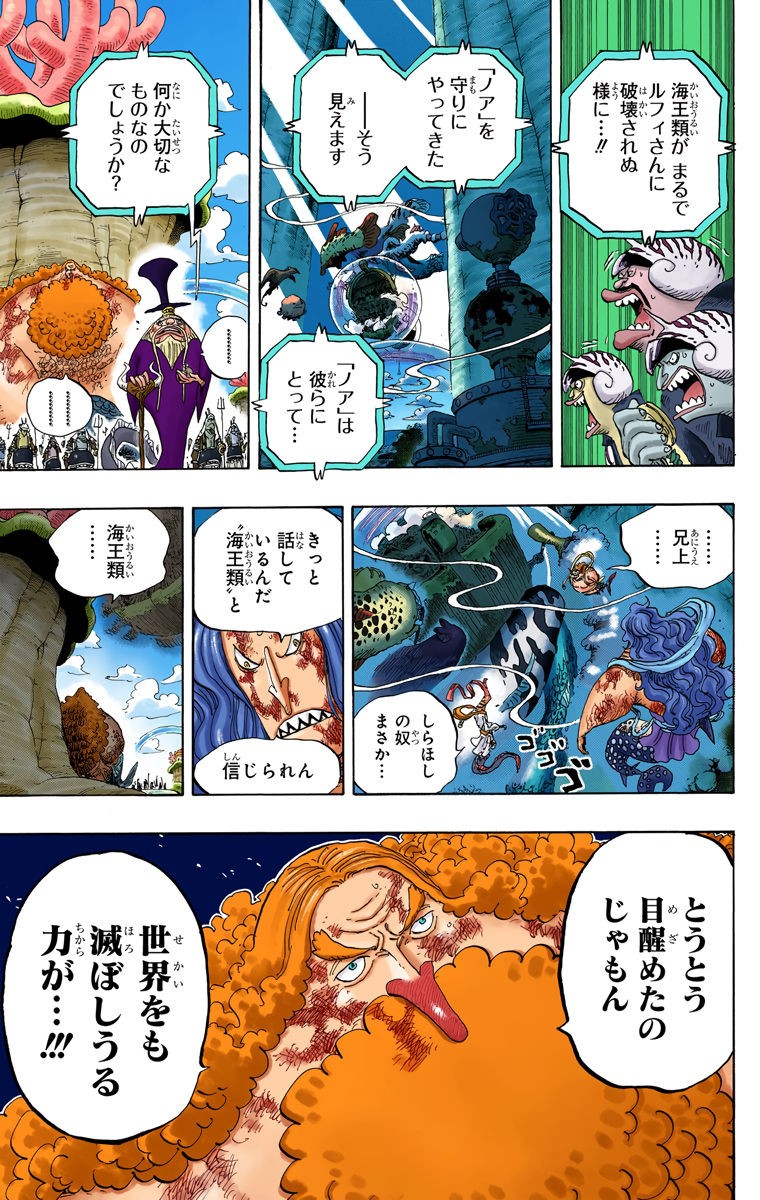 海王類が まるで
ルフィさんに
破壊されぬ
様に…!!
「ノア」を
守りに
やってきた
──そう
見えます
「ノア」は
彼らに
とって…
何か大切な
ものなの
でしょうか?
………
………
……
兄上
……
しらほし
の奴
まさか…
ゴゴゴ
きっと
話して
いるんだ
〝海王類〟と
信じられん
海王類
……
とうとう
目醒めたの
じゃもん
世界をも
滅ぼしうる
力が…!!!